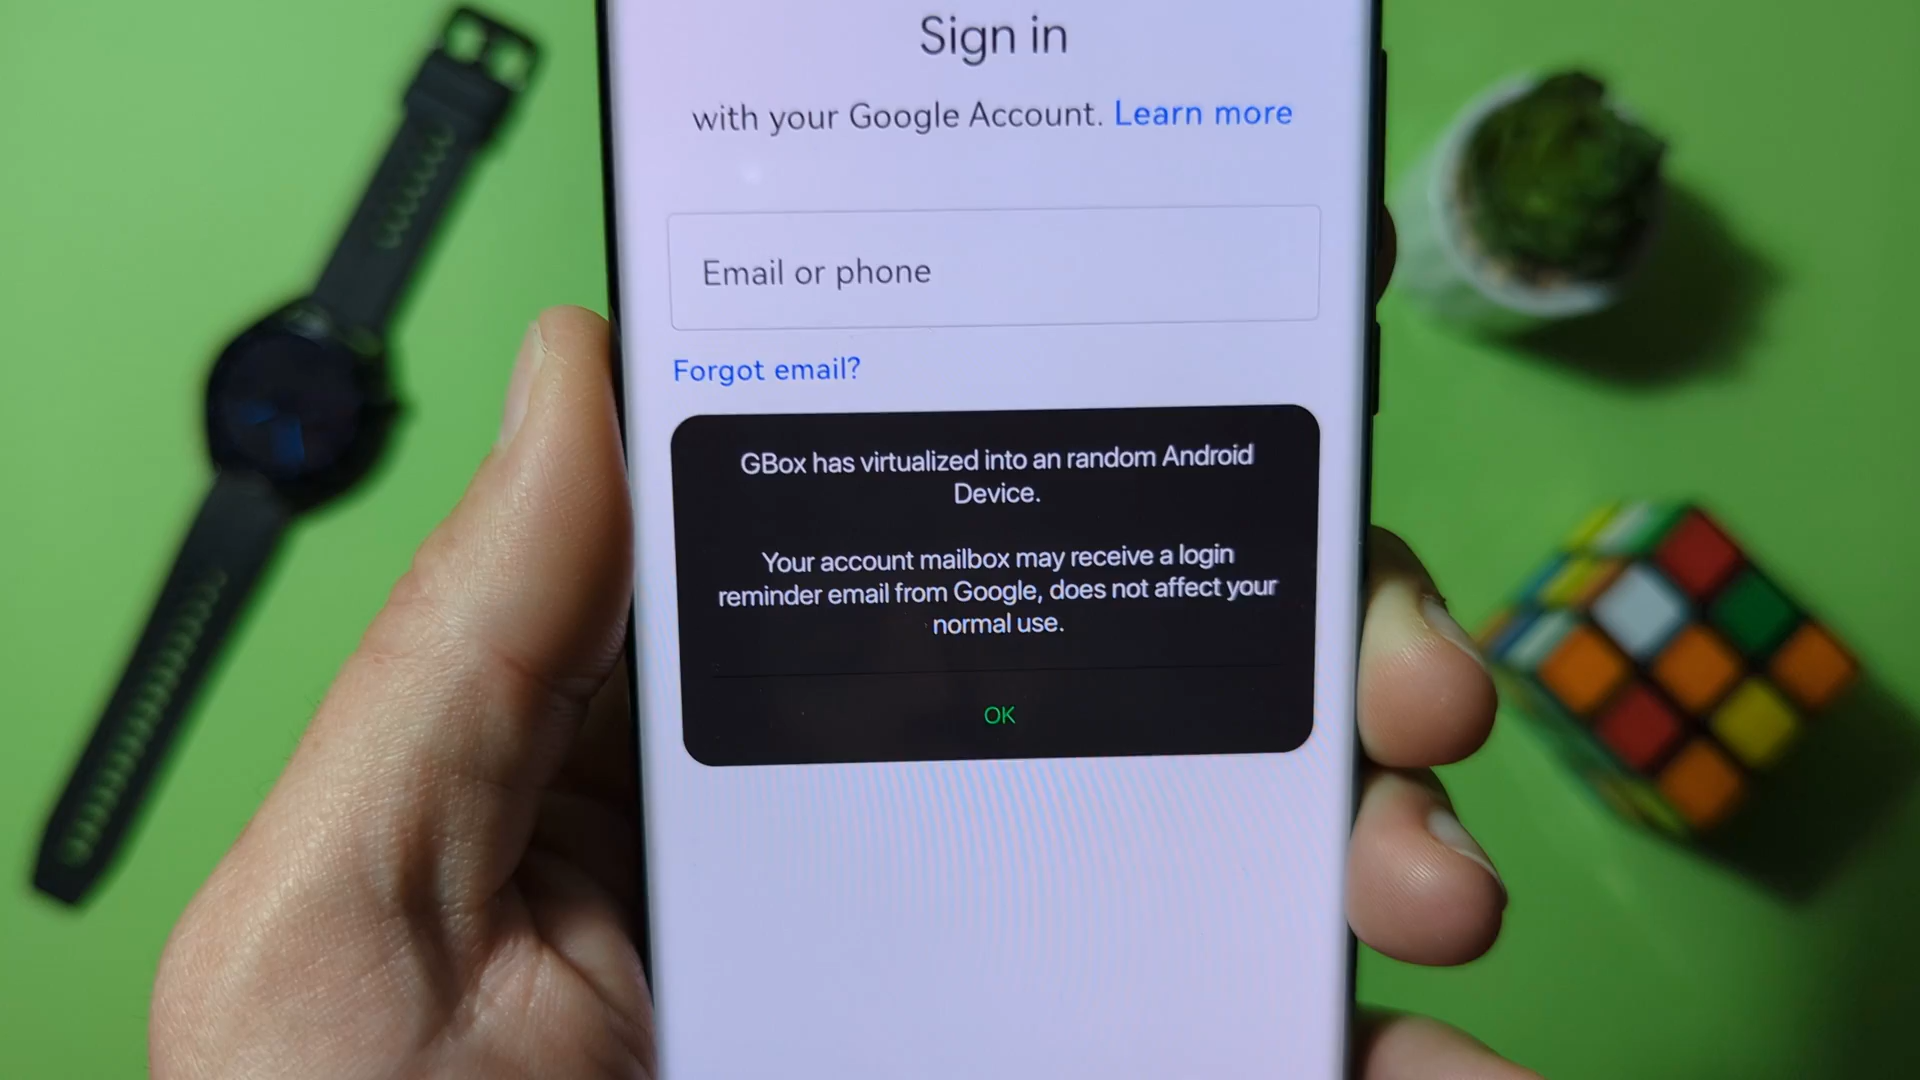 Sign in
with your Google Account. Learn more
Email or phone
Forgot email?
GBox has virtualized into an random Android
Device.
Your account mailbox may receive a login
reminder email from Google, does not affect your
normal use.
OK